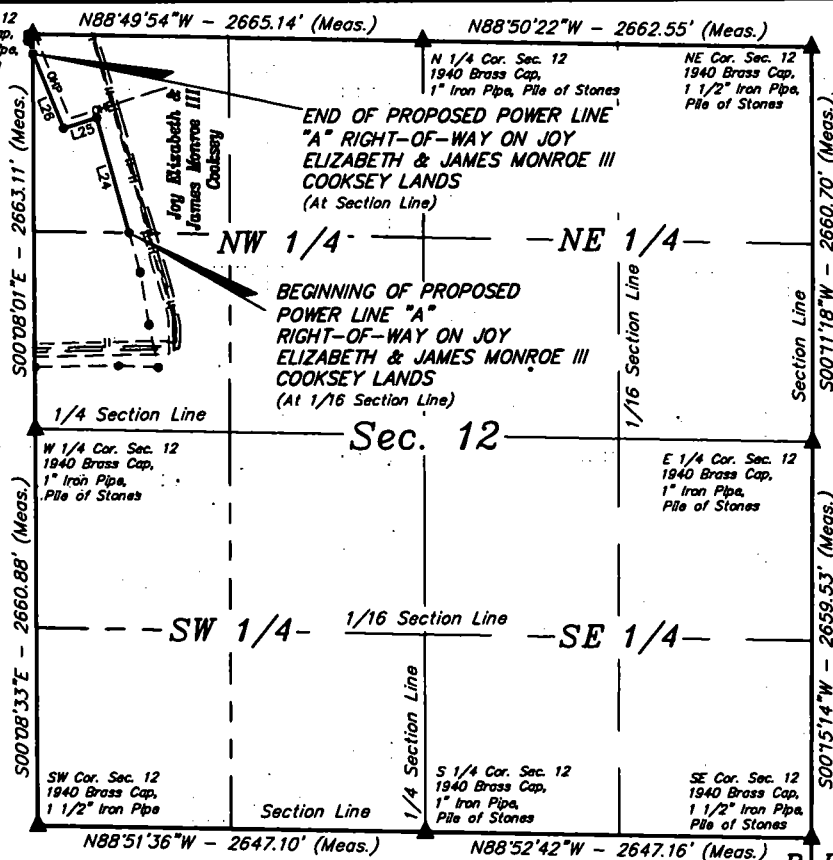 N88°49'54"W - 2665.14' (Meas.)
N88°50'22"W - 2662.55' (Meas.)
12
N 1/4 Cor. Sec. 12
1940 Brass Cap,
1" Iron Pipe, Pile of Stones
NE Cor. Sec. 12
1940 Brass Cap,
1 1/2" Iron Pipe,
Pile of Stones
OHP
L26
L25
L24
Joy Elizabeth &
James Monroe III
Cooksey
END OF PROPOSED POWER LINE
"A" RIGHT-OF-WAY ON JOY
ELIZABETH & JAMES MONROE III
COOKSEY LANDS
(At Section Line)
S00°08'01"E - 2663.11' (Meas.)
NW 1/4
NE 1/4
S00°11'18"W - 2660.70' (Meas.)
BEGINNING OF PROPOSED
POWER LINE "A"
RIGHT-OF-WAY ON JOY
ELIZABETH & JAMES MONROE III
COOKSEY LANDS
(At 1/16 Section Line)
1/16 Section Line
Section Line
1/4 Section Line
Sec. 12
W 1/4 Cor. Sec. 12
1940 Brass Cap,
1" Iron Pipe,
Pile of Stones
E 1/4 Cor. Sec. 12
1940 Brass Cap,
1" Iron Pipe,
Pile of Stones
S00°08'33"E - 2660.88' (Meas.)
SW 1/4
1/16 Section Line
SE 1/4
S00°15'14"W - 2659.53' (Meas.)
1/4 Section Line
SW Cor. Sec. 12
1940 Brass Cap,
1 1/2" Iron Pipe
Section Line
S 1/4 Cor. Sec. 12
1940 Brass Cap,
1" Iron Pipe,
Pile of Stones
SE Cor. Sec. 12
1940 Brass Cap,
1 1/2" Iron Pipe,
Pile of Stones
N88°51'36"W - 2647.10' (Meas.)
N88°52'42"W - 2647.16' (Meas.)